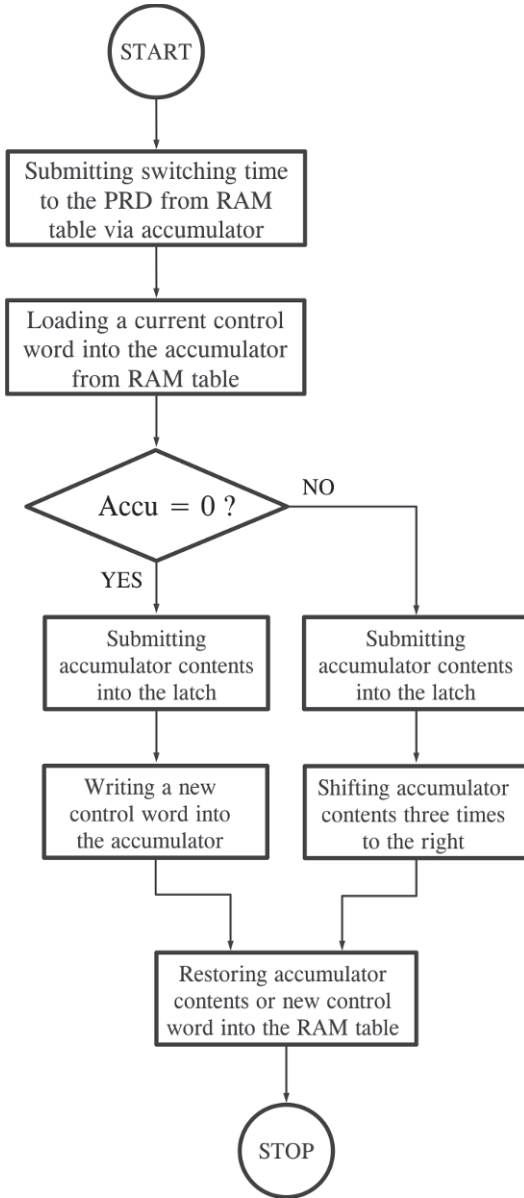 START
Submitting switching time
to the PRD from RAM
table via accumulator
Loading a current control
word into the accumulator
from RAM table
Accu = 0 ?
NO
YES
Submitting
accumulator contents
into the latch
Submitting
accumulator contents
into the latch
Writing a new
control word into
the accumulator
Shifting accumulator
contents three times
to the right
Restoring accumulator
contents or new control
word into the RAM table
STOP